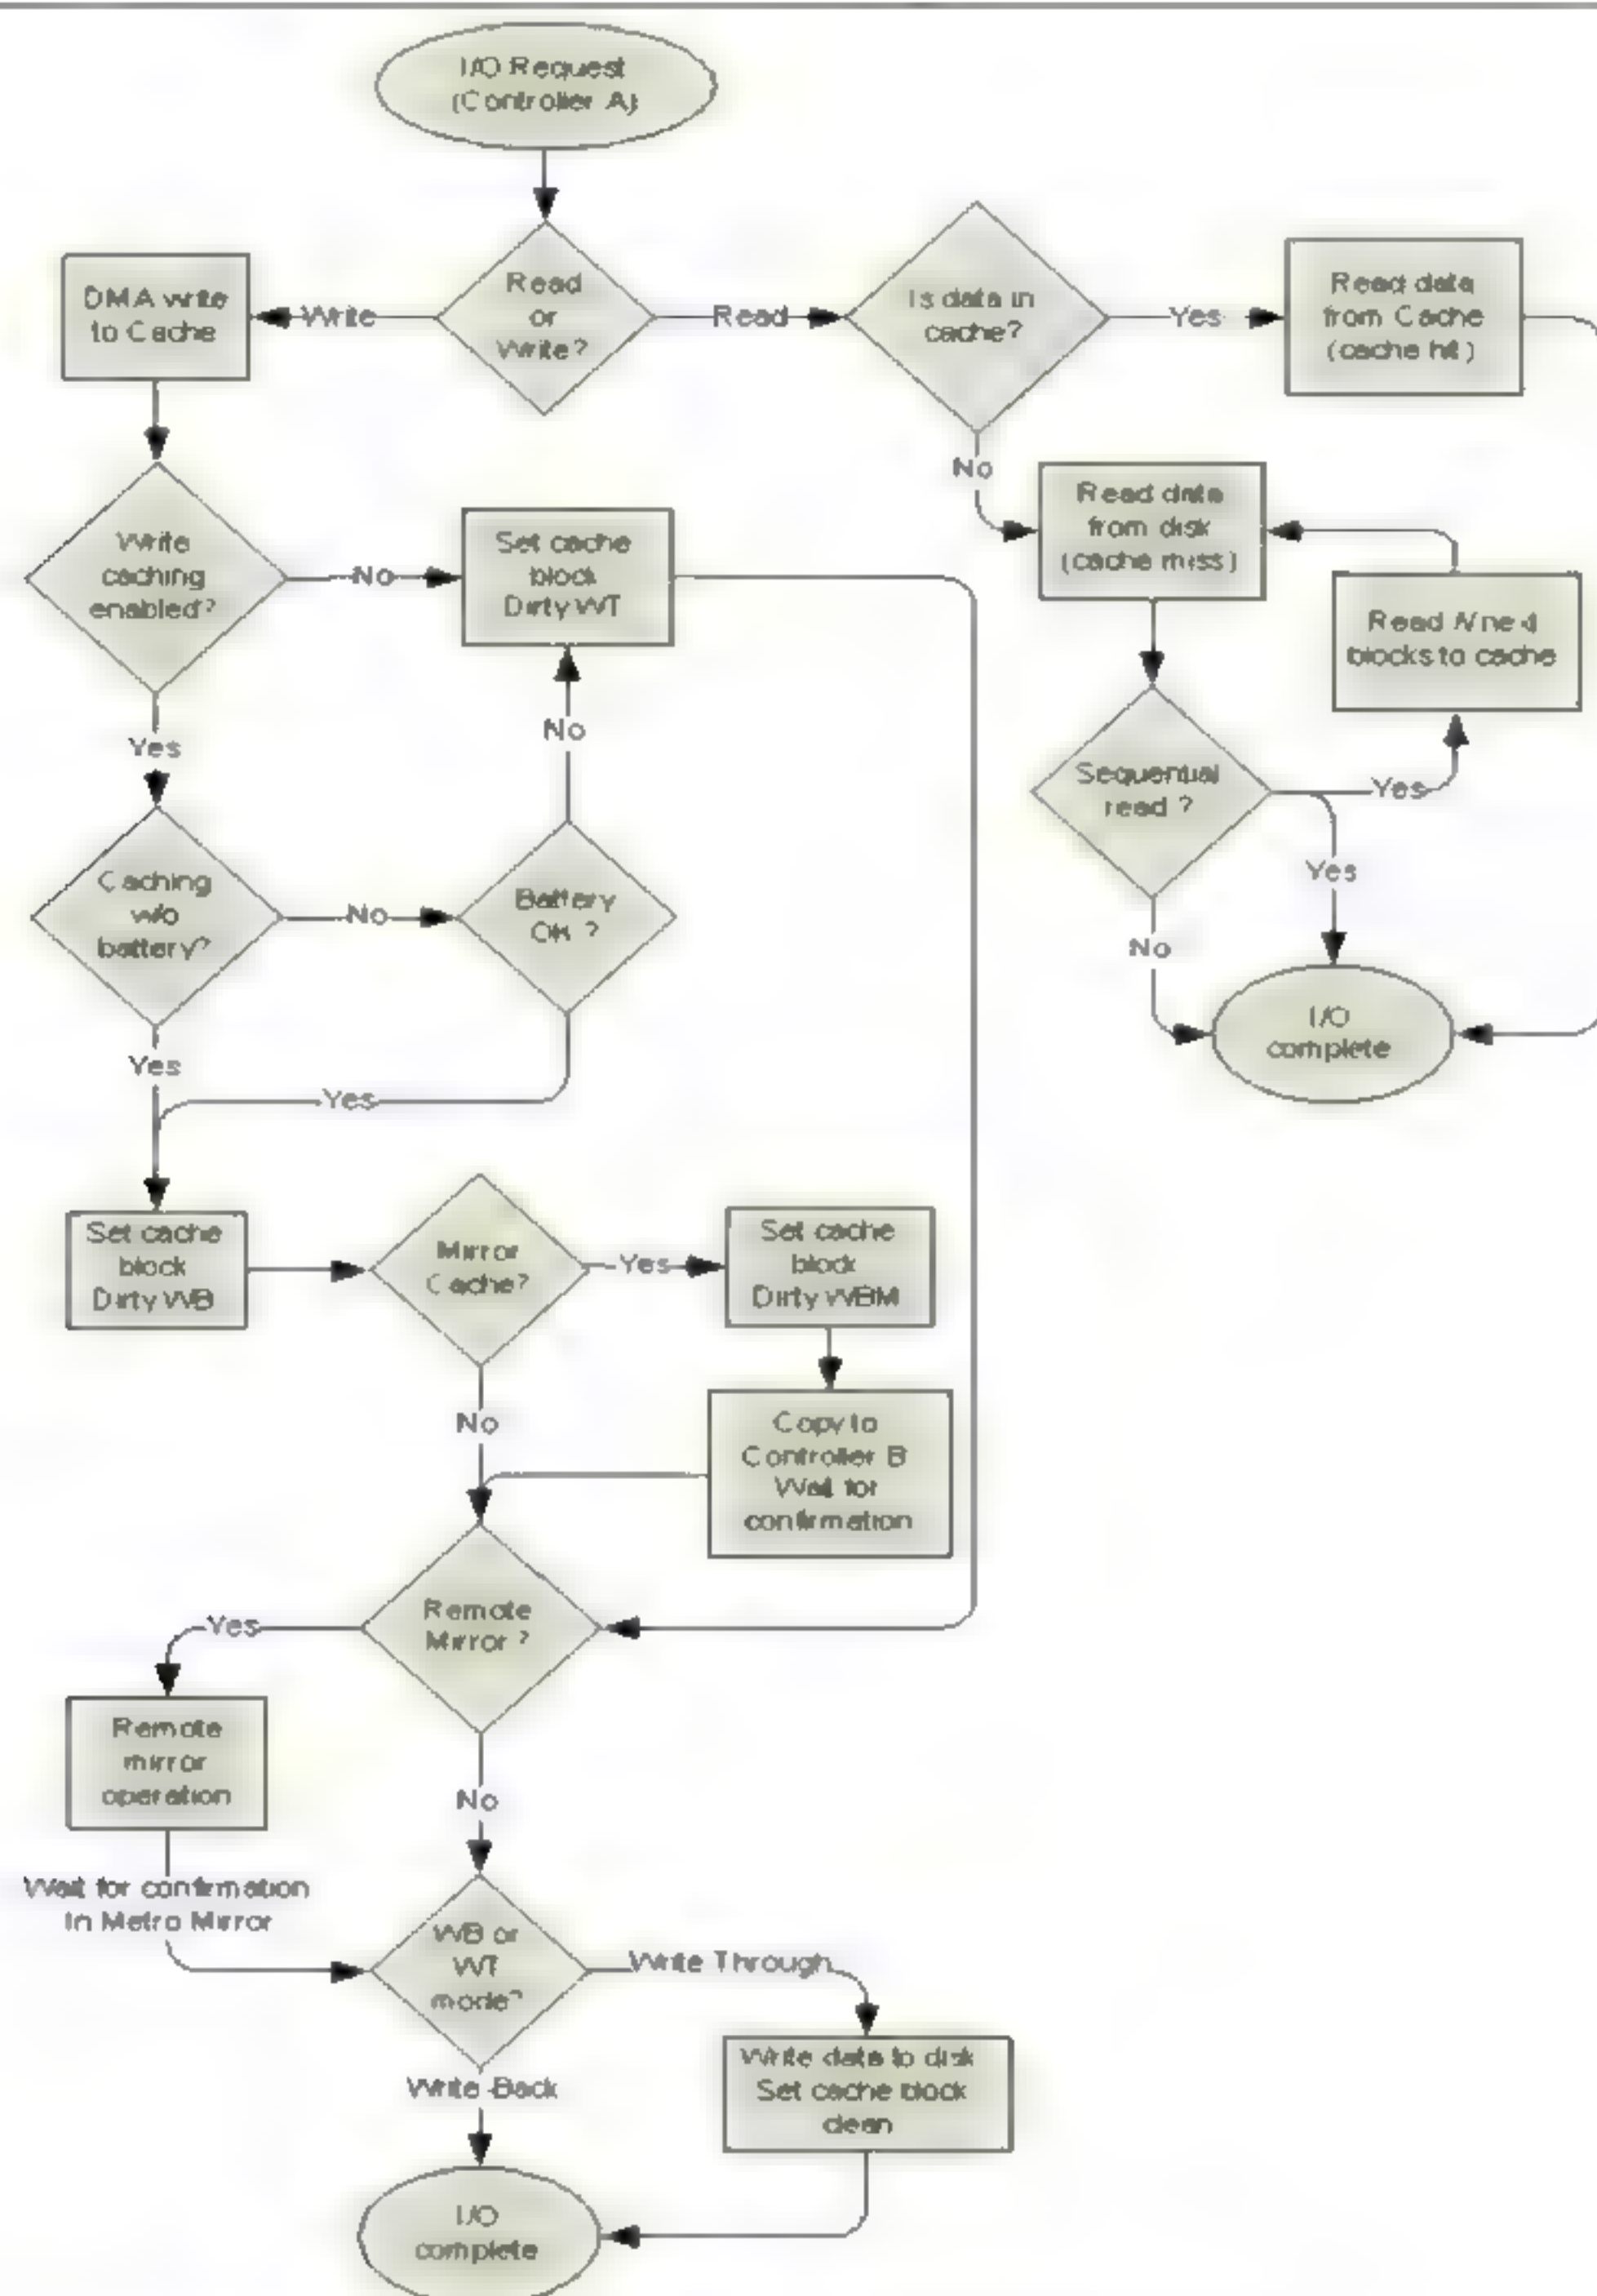 I/O Request
(Controller A)
Read
or
Write?
Write
Read
DMA write
to Cache
Is data in
cache?
Yes
Read data
from Cache
(cache hit)
No
Read data
from disk
(cache miss)
Write
caching
enabled?
No
Set cache
block
Dirty WT
Read N next
blocks to cache
Yes
No
Sequential
read ?
Yes
Yes
Caching
w/o
battery?
No
Battery
OK ?
No
I/O
complete
Yes
Yes
Set cache
block
Dirty WB
Mirror
Cache?
Yes
Set cache
block
Dirty WBM
No
Copy to
Controller B
Wait for
confirmation
Remote
Mirror ?
Yes
Remote
mirror
operation
No
Wait for confirmation
In Metro Mirror
WB or
WT
mode?
Write Through
Write data to disk
Set cache block
clean
Write-Back
I/O
complete